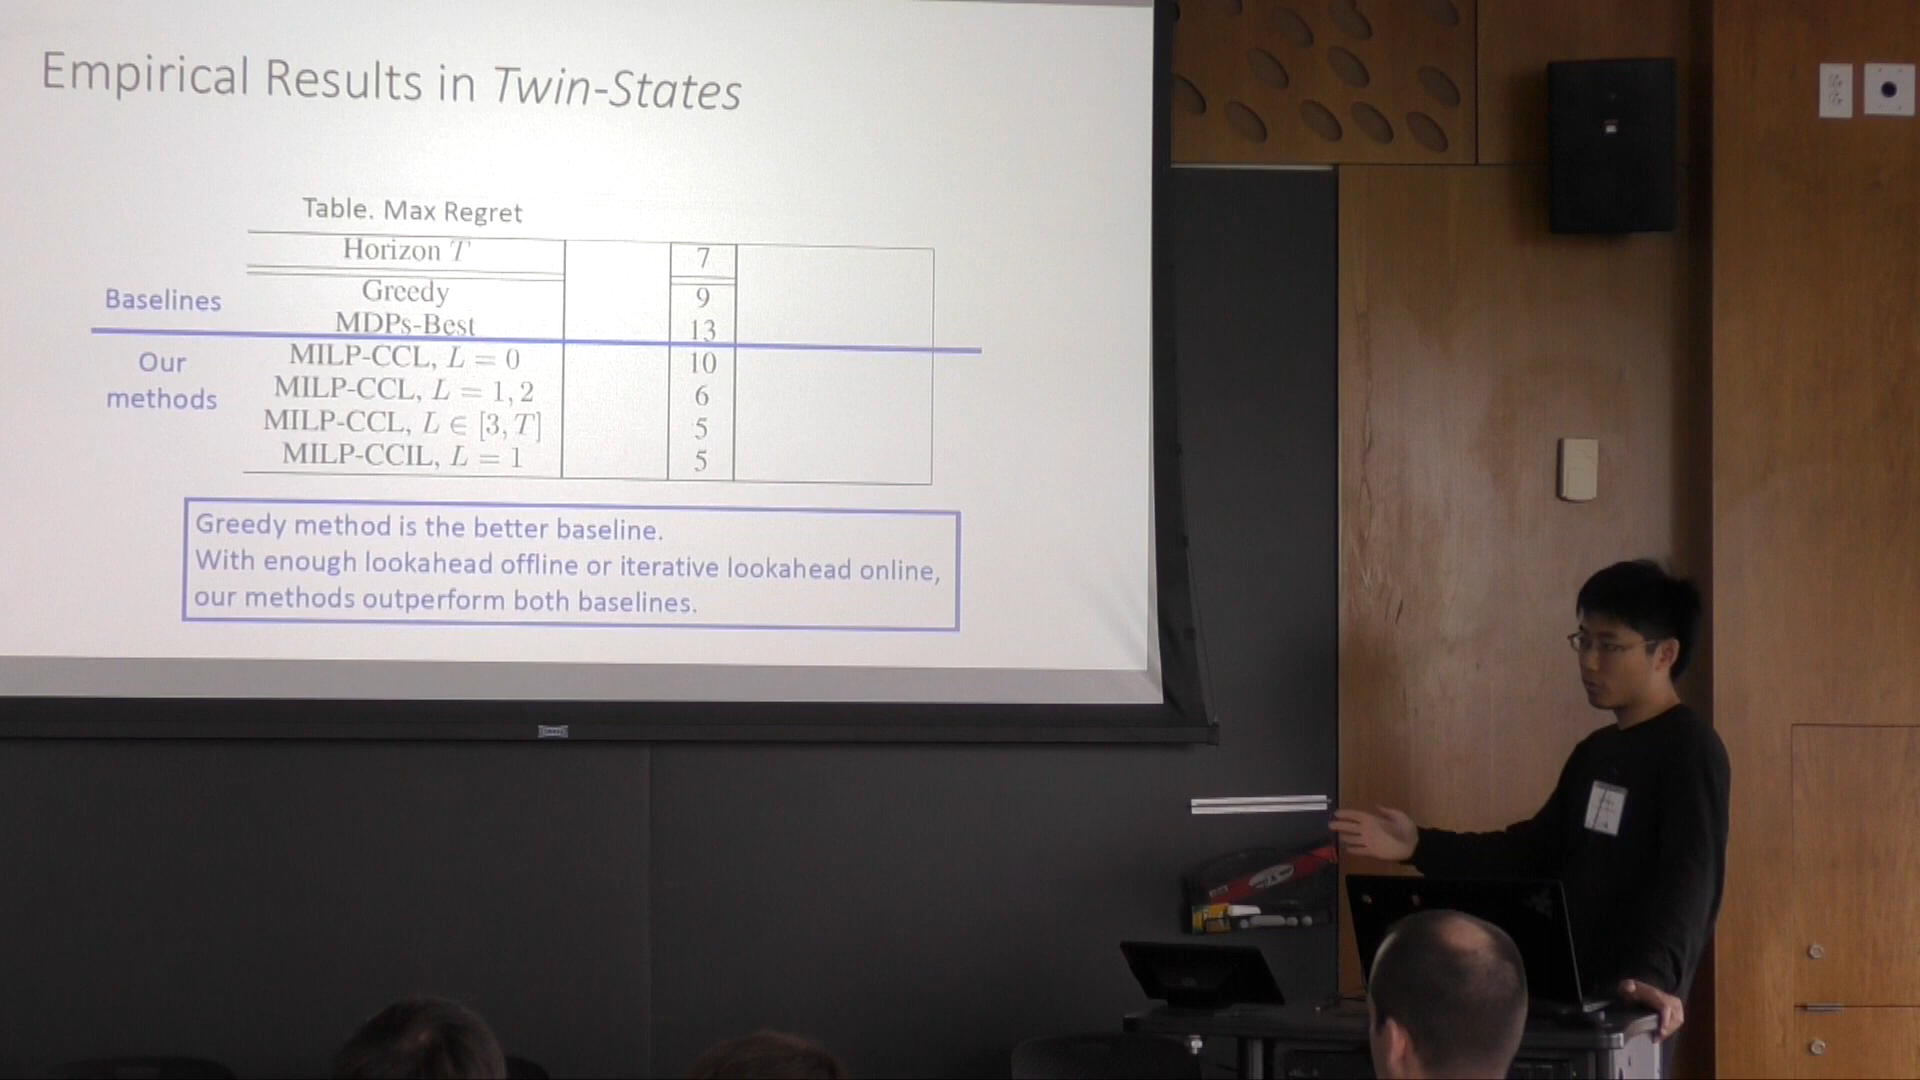 Empirical Results in Twin-States
Table. Max Regret
Horizon T 7
Baselines
Greedy 9
MDPs-Best 13
Our methods
MILP-CCL, L = 0 10
MILP-CCL, L = 1, 2 6
MILP-CCL, L ∈ [3, T] 5
MILP-CCIL, L = 1 5
Greedy method is the better baseline.
With enough lookahead offline or iterative lookahead online,
our methods outperform both baselines.